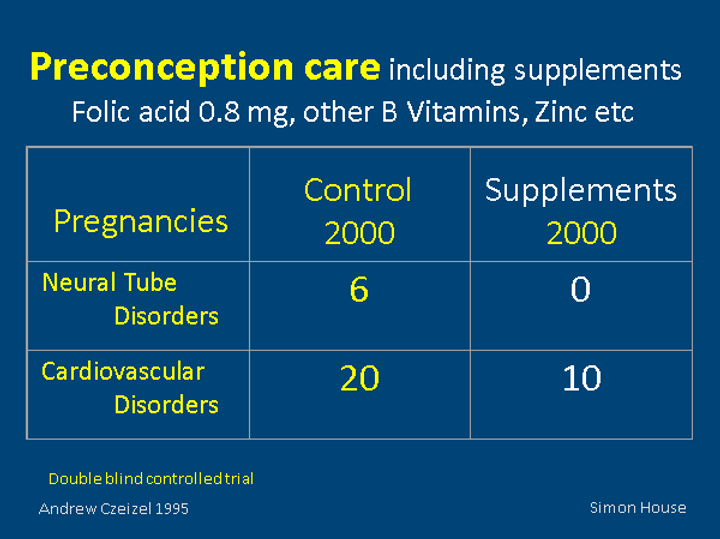 Preconception care including supplements
Folic acid 0.8 mg, other B Vitamins, Zinc etc
Pregnancies
Control
2000
Supplements
2000
Neural Tube
Disorders
6
0
Cardiovascular
Disorders
20
10
Double blind controlled trial
Andrew Czeizel 1995
Simon House